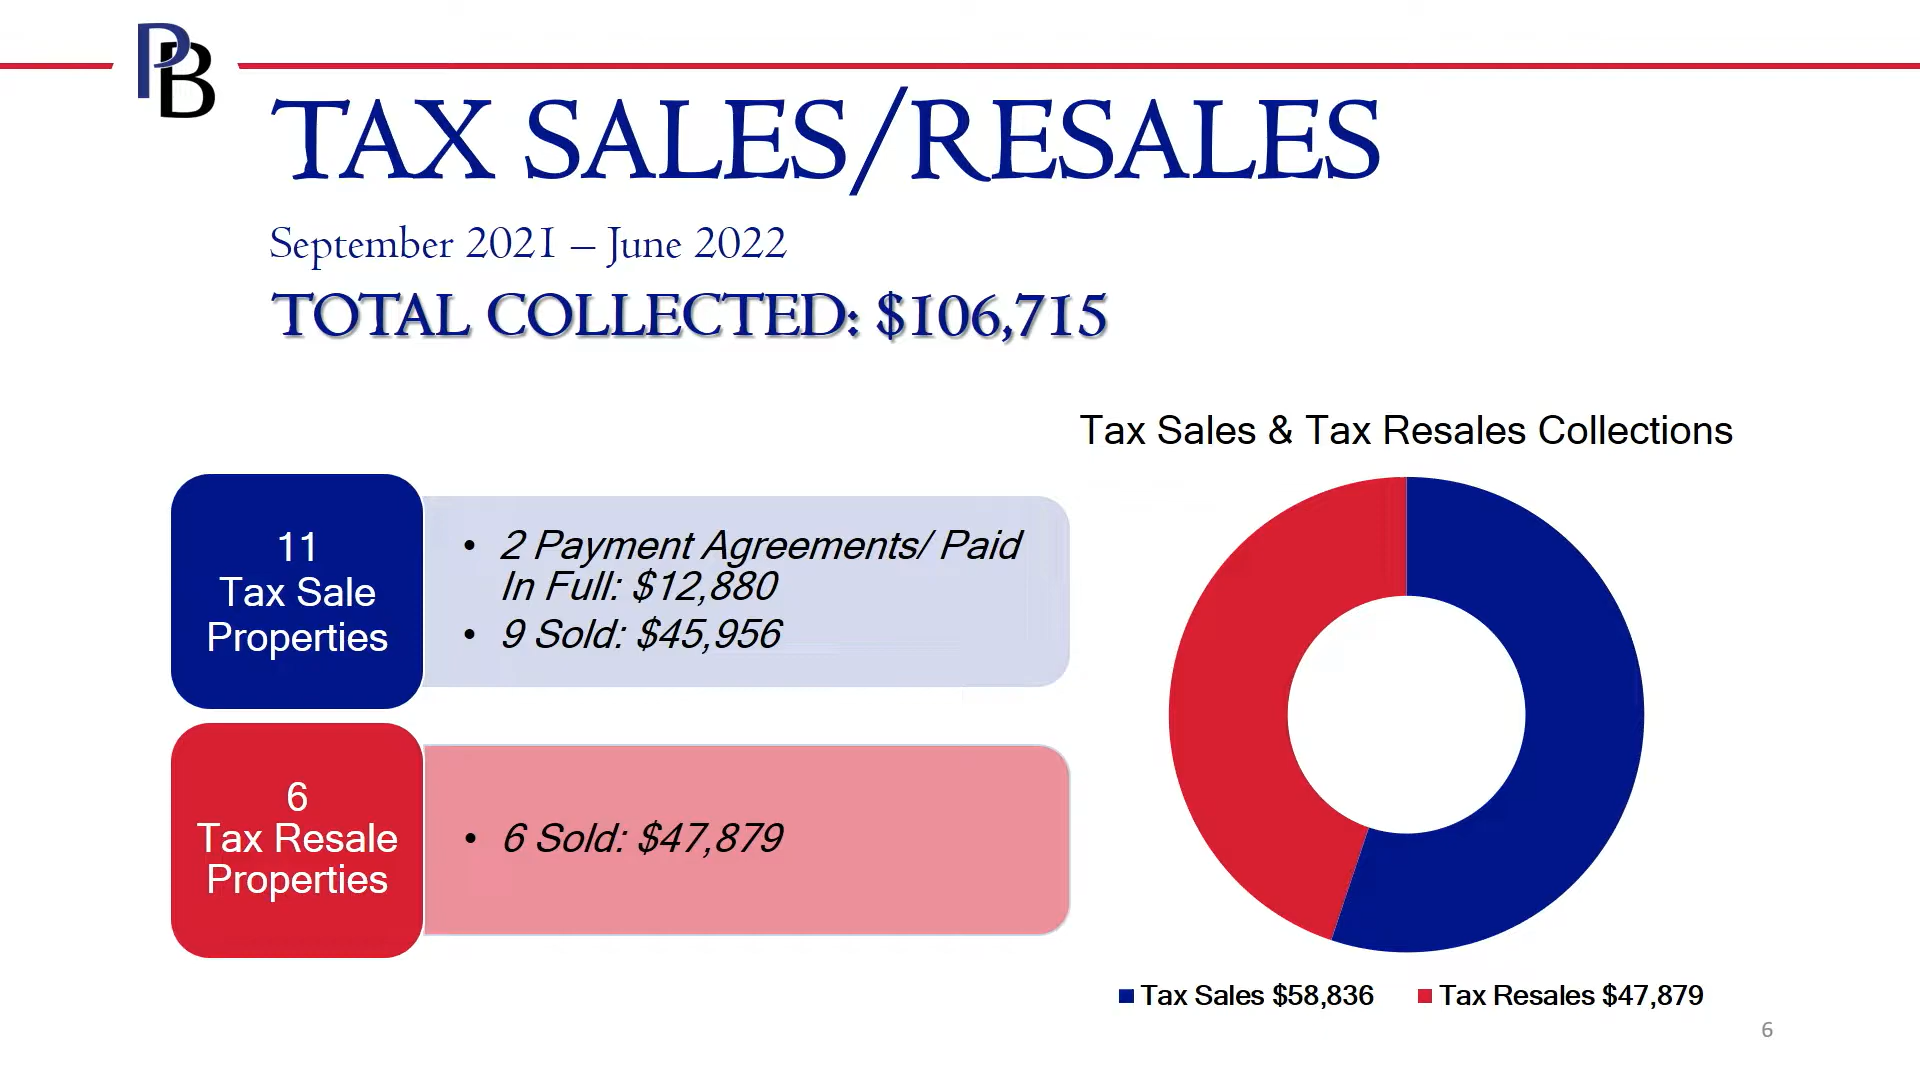 PB
TAX SALES/RESALES
September 2021 – June 2022
TOTAL COLLECTED: $106,715
11
Tax Sale
Properties
• 2 Payment Agreements/ Paid
In Full: $12,880
• 9 Sold: $45,956
6
Tax Resale
Properties
• 6 Sold: $47,879
Tax Sales & Tax Resales Collections
Tax Sales $58,836
Tax Resales $47,879
6